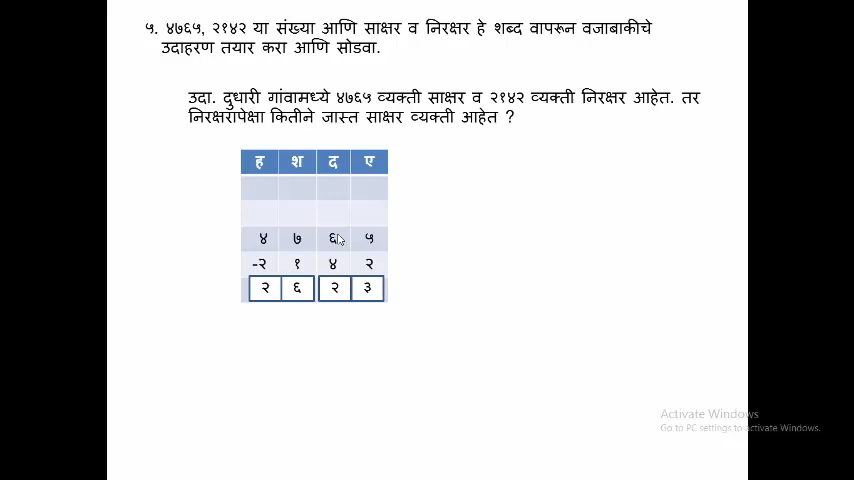 ५. ४७६५, २१४२ या संख्या आणि साक्षर व निरक्षर हे शब्द वापरून वजाबाकीचे
उदाहरण तयार करा आणि सोडवा.
उदा. दुधारी गांवामध्ये ४७६५ व्यक्ती साक्षर व २१४२ व्यक्ती निरक्षर आहेत. तर
निरक्षरापेक्षा कितीने जास्त साक्षर व्यक्ती आहेत ?
ह श द ए
४ ७ ६ ५
-२ १ ४ २
२ ६ २ ३
Activate Windows
Go to PC settings to activate Windows.